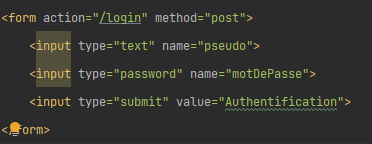 <form action="/login" method="post">
<input type="text" name="pseudo">
<input type="password" name="motDePasse">
<input type="submit" value="Authentification">
</form>